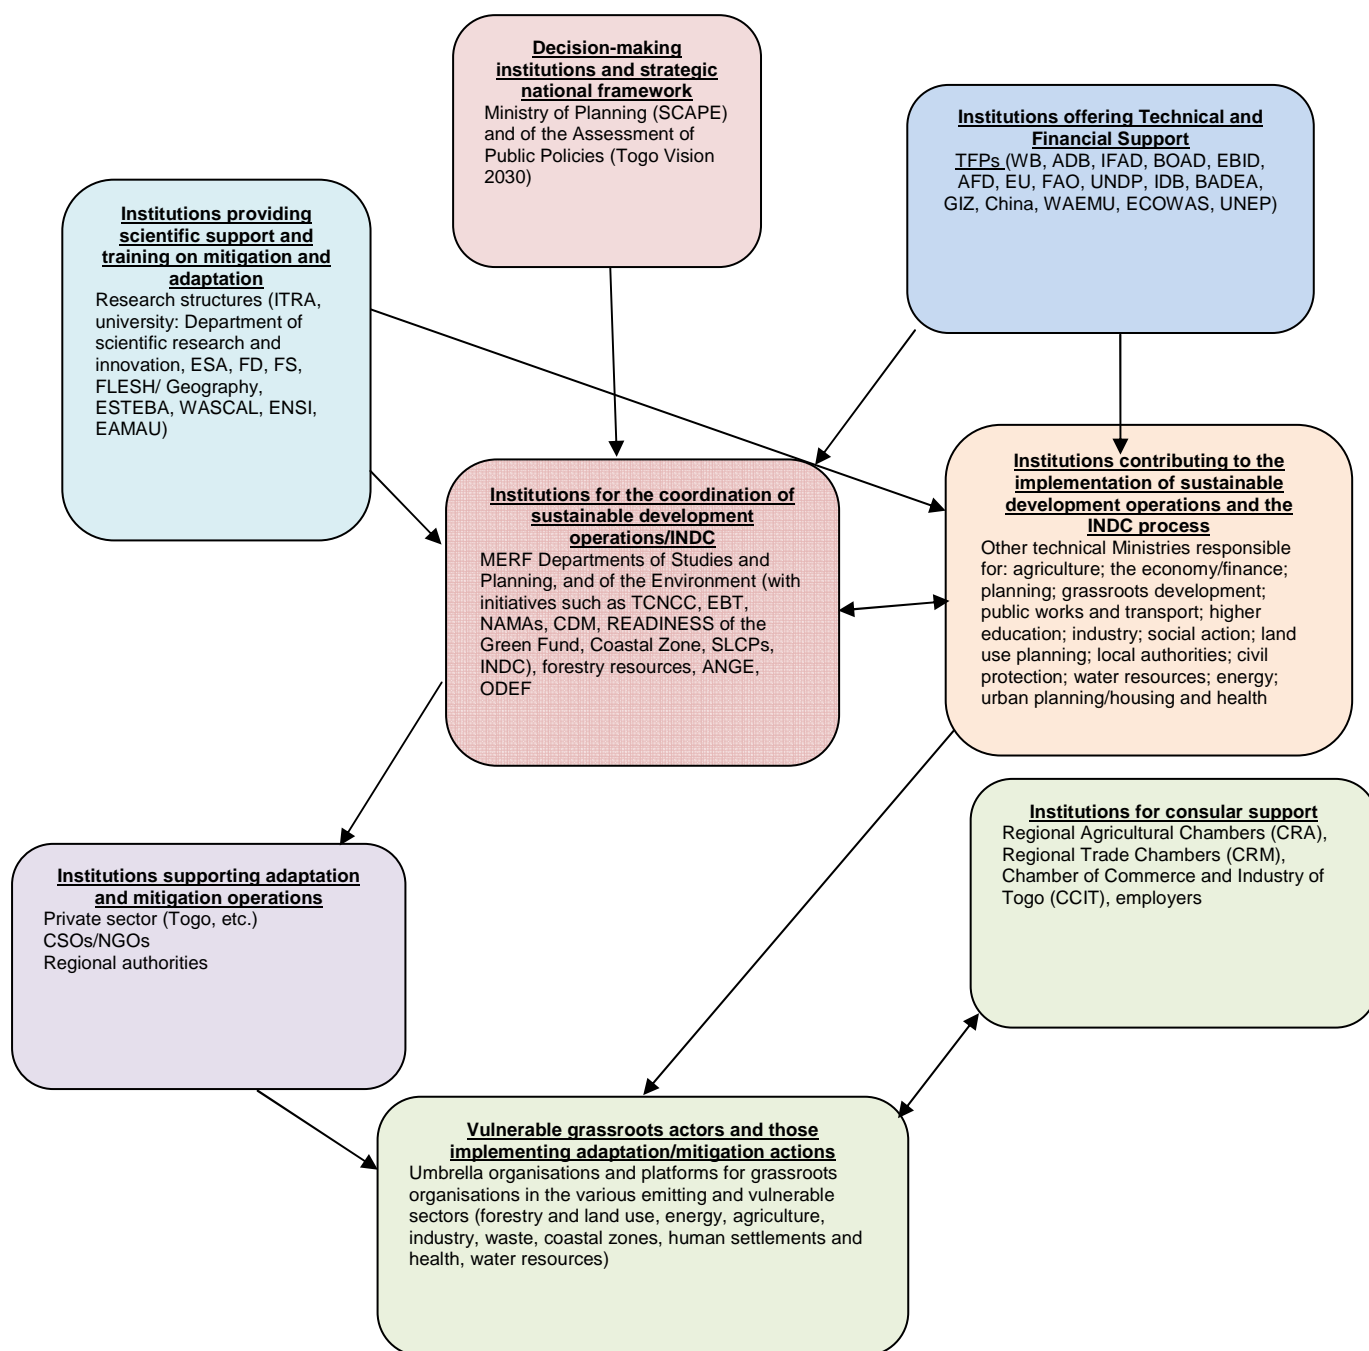 Decision-making
institutions and strategic
national framework
Ministry of Planning (SCAPE)
and of the Assessment of
Public Policies (Togo Vision
2030)
Institutions offering Technical and
Financial Support
TFPs (WB, ADB, IFAD, BOAD, EBID,
AFD, EU, FAO, UNDP, IDB, BADEA,
GIZ, China, WAEMU, ECOWAS, UNEP)
Institutions providing
scientific support and
training on mitigation and
adaptation
Research structures (ITRA,
university: Department of
scientific research and
innovation, ESA, FD, FS,
FLESH/ Geography,
ESTEBA, WASCAL, ENSI,
EAMAU)
Institutions for the coordination of
sustainable development
operations/INDC
MERF Departments of Studies and
Planning, and of the Environment (with
initiatives such as TCNCC, EBT,
NAMAs, CDM, READINESS of the
Green Fund, Coastal Zone, SLCPs,
INDC), forestry resources, ANGE,
ODEF
Institutions contributing to the
implementation of sustainable
development operations and the
INDC process
Other technical Ministries responsible
for: agriculture; the economy/finance;
planning; grassroots development;
public works and transport; higher
education; industry; social action; land
use planning; local authorities; civil
protection; water resources; energy;
urban planning/housing and health
Institutions for consular support
Regional Agricultural Chambers (CRA),
Regional Trade Chambers (CRM),
Chamber of Commerce and Industry of
Togo (CCIT), employers
Institutions supporting adaptation
and mitigation operations
Private sector (Togo, etc.)
CSOs/NGOs
Regional authorities
Vulnerable grassroots actors and those
implementing adaptation/mitigation actions
Umbrella organisations and platforms for grassroots
organisations in the various emitting and vulnerable
sectors (forestry and land use, energy, agriculture,
industry, waste, coastal zones, human settlements and
health, water resources)